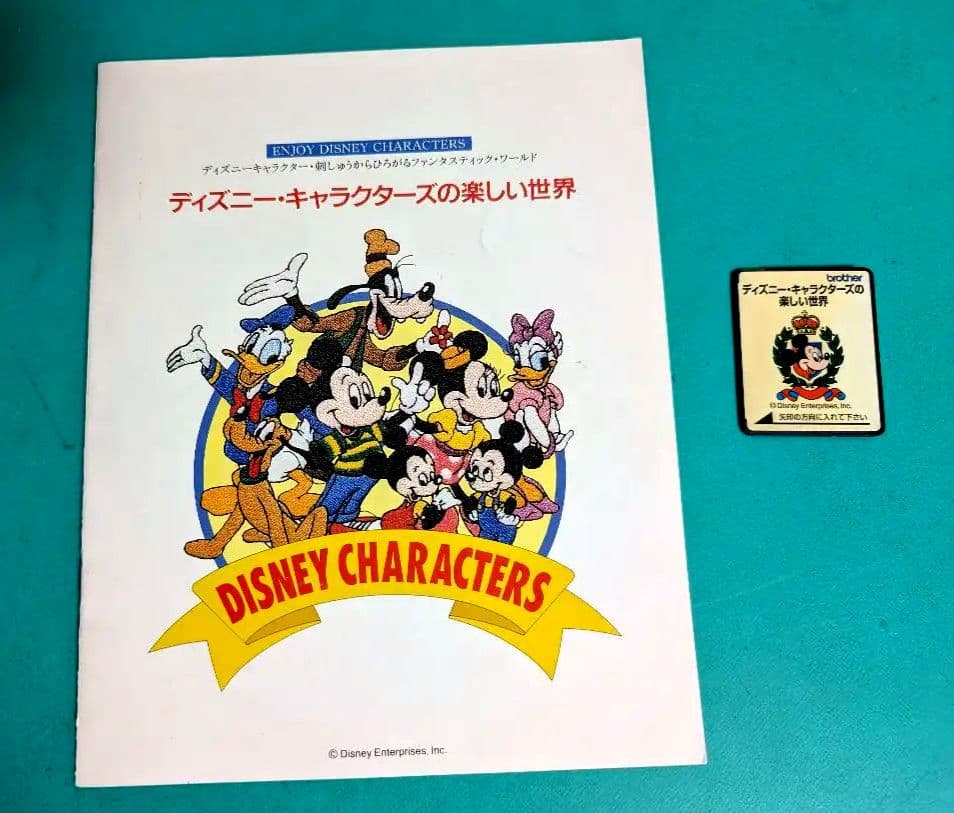 ENJOY DISNEY CHARACTERS
ディズニーキャラクター・刺しゅうからひろがるファンタスティック・ワールド
ディズニー・キャラクターズの楽しい世界
DISNEY CHARACTERS
© Disney Enterprises, Inc.
brother
ディズニー・キャラクターズの
楽しい世界
© Disney Enterprises, Inc.
矢印の方向に入れて下さい